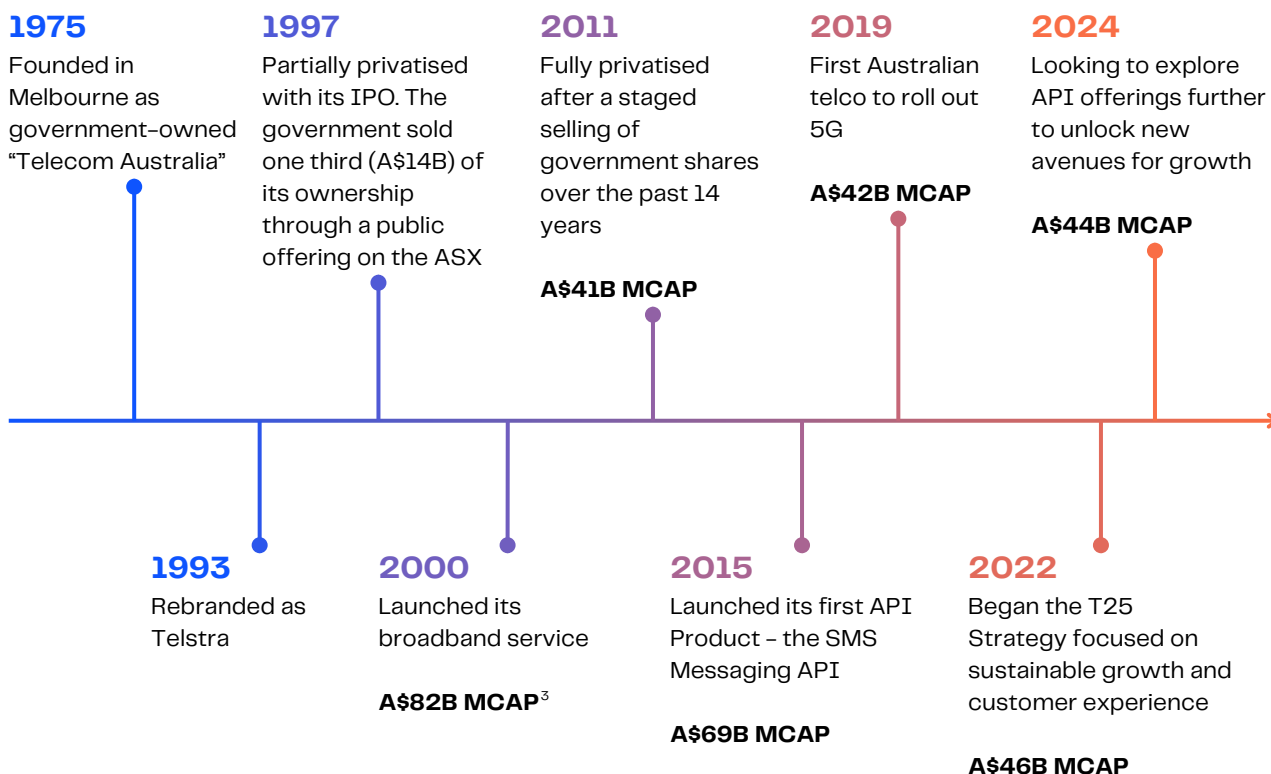 1975
Founded in
Melbourne as
government-owned
“Telecom Australia”
1997
Partially privatised
with its IPO. The
government sold
one third (A$14B) of
its ownership
through a public
offering on the ASX
2011
Fully privatised
after a staged
selling of
government shares
over the past 14
years
A$41B MCAP
2019
First Australian
telco to roll out
5G
A$42B MCAP
2024
Looking to explore
API offerings further
to unlock new
avenues for growth
A$44B MCAP
1993
Rebranded as
Telstra
2000
Launched its
broadband service
A$82B MCAP³
2015
Launched its first API
Product - the SMS
Messaging API
A$69B MCAP
2022
Began the T25
Strategy focused on
sustainable growth and
customer experience
A$46B MCAP